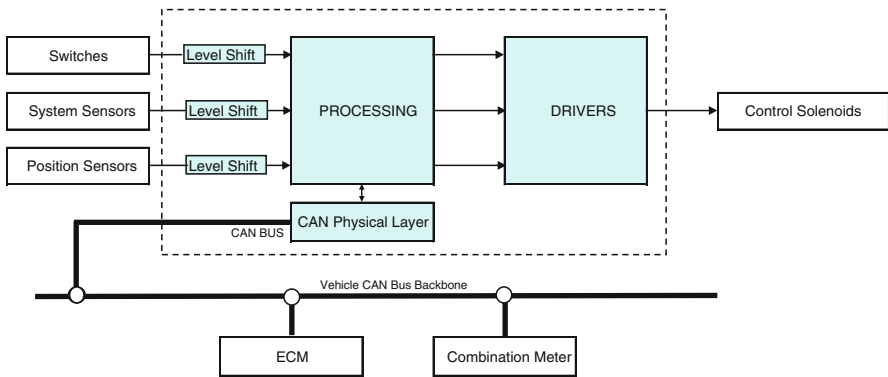 Switches
Level Shift
System Sensors
Level Shift
PROCESSING
DRIVERS
Control Solenoids
Position Sensors
Level Shift
CAN Physical Layer
CAN BUS
Vehicle CAN Bus Backbone
ECM
Combination Meter